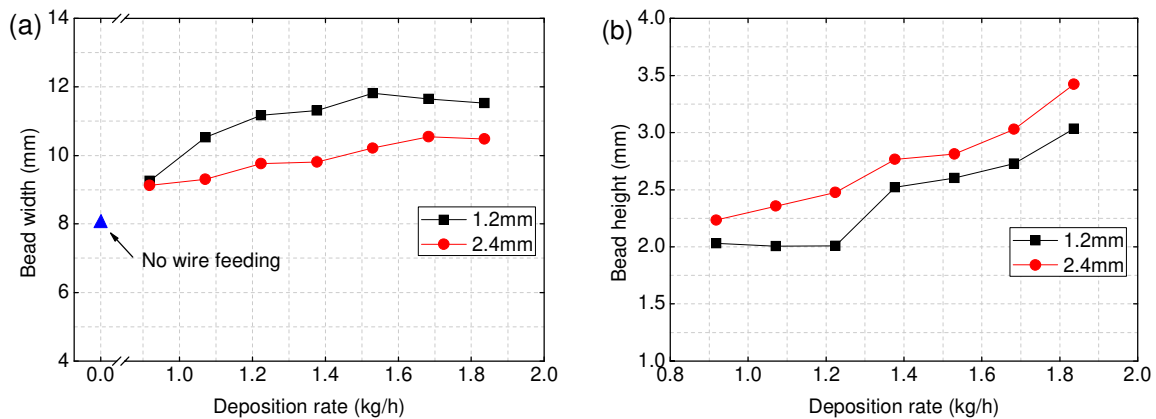 (a)
14
12
10
8
6
4
Bead width (mm)
1.2mm
2.4mm
No wire feeding
0.0 1.0 1.2 1.4 1.6 1.8 2.0
Deposition rate (kg/h)
(b)
4.0
3.5
3.0
2.5
2.0
1.5
1.0
Bead height (mm)
1.2mm
2.4mm
0.8 1.0 1.2 1.4 1.6 1.8 2.0
Deposition rate (kg/h)